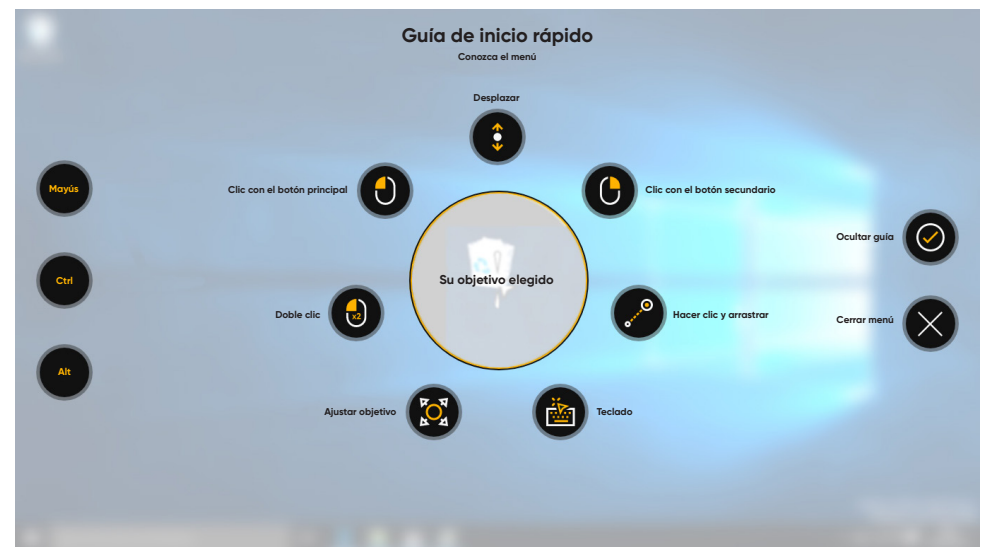 Guía de inicio rápido
Conozca el menú
Desplazar
Clic con el botón principal
Clic con el botón secundario
Mayús
Ocultar guía
Su objetivo elegido
Ctrl
Doble clic
x2
Hacer clic y arrastrar
Cerrar menú
Alt
Ajustar objetivo
Teclado